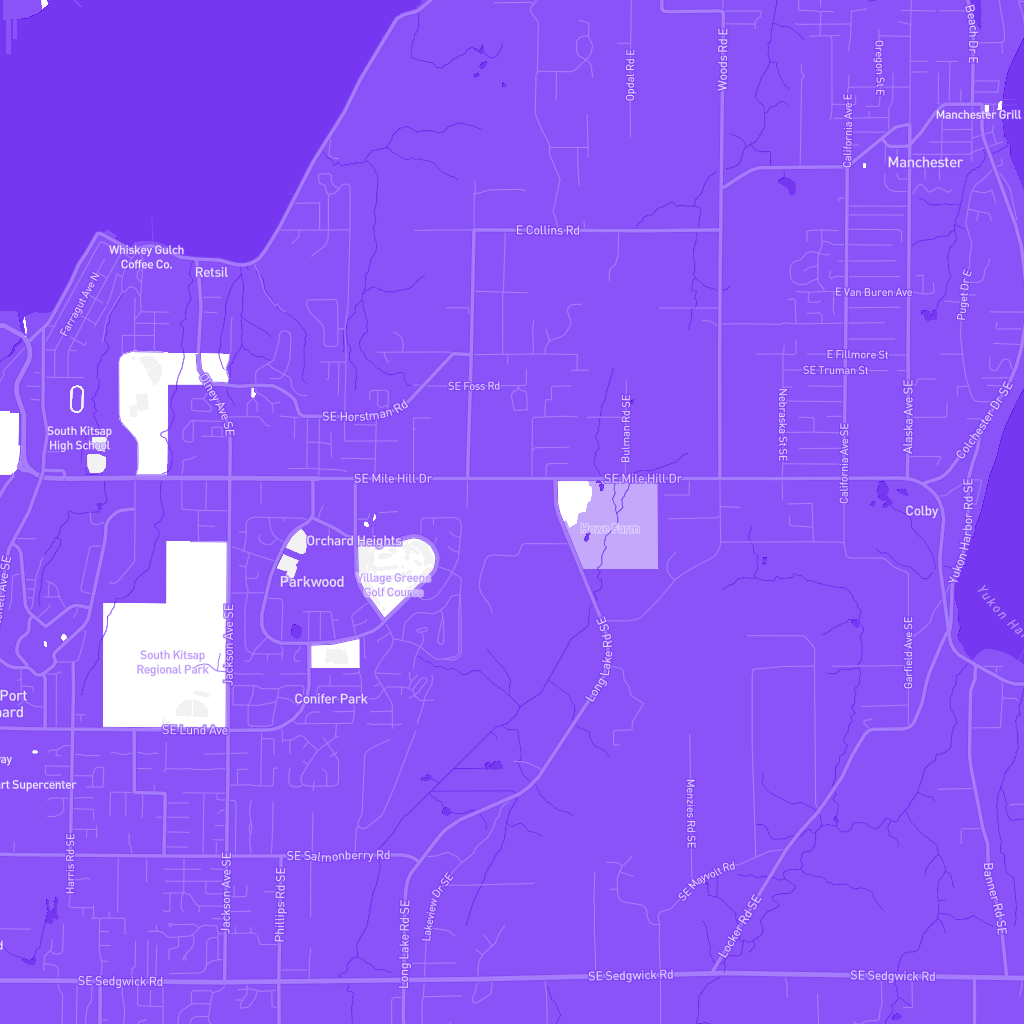 Beach Dr E
Woods Rd E
Oregon St E
Opdal Rd E
Manchester Grill
California Ave E
Manchester
E Collins Rd
Whiskey Gulch
Coffee Co.
Retsil
Farragut Ave N
Puget Dr E
E Van Buren Ave
E Fillmore St
SE Truman St
SE Foss Rd
Olney Ave SE
SE Horstman Rd
Bulman Rd SE
Nebraska St SE
Alaska Ave SE
Colchester Dr SE
South Kitsap
High School
California Ave SE
SE Mile Hill Dr
SE Mile Hill Dr
Colby
Howe Farm
Orchard Heights
Yukon Harbor Rd SE
Village Greens
Golf Course
Parkwood
Jackson Ave SE
Long Lake Rd SE
Garfield Ave SE
South Kitsap
Regional Park
Port
Conifer Park
SE Lund Ave
Menzies Rd SE
Harris Rd SE
SE Salmonberry Rd
Jackson Ave SE
Phillips Rd SE
Lakeview Dr SE
Long Lake Rd SE
SE Mayvolt Rd
Locker Rd SE
Banner Rd SE
SE Sedgwick Rd
SE Sedgwick Rd
SE Sedgwick Rd
Supercenter
Yukon